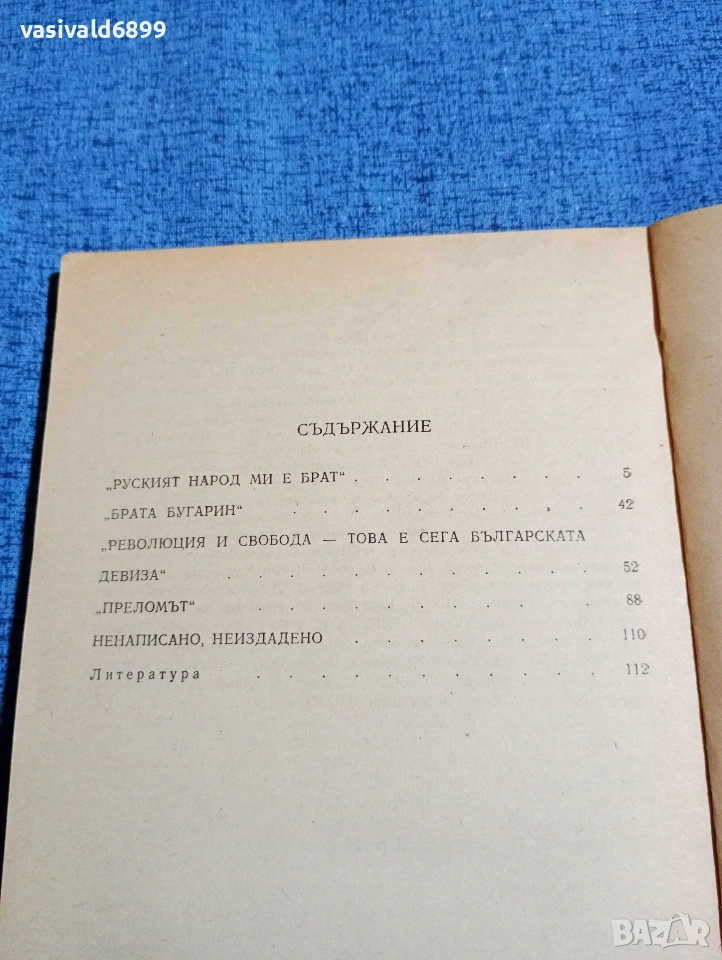 vasivald6899
СЪДЪРЖАНИЕ
„РУСКИЯТ НАРОД МИ Е БРАТ“ . . . . . . . 5
„БРАТА БУГАРИН“ . . . . . . . . . 42
„РЕВОЛЮЦИЯ И СВОБОДА — ТОВА Е СЕГА БЪЛГАРСКАТА
ДЕВИЗА“ . . . . . . . . . . . . 52
„ПРЕЛОМЪТ“ . . . . . . . . . . 88
НЕНАПИСАНО, НЕИЗДАДЕНО . . . . . . . . 110
Литература . . . . . . . . . . . 112
BAZAR